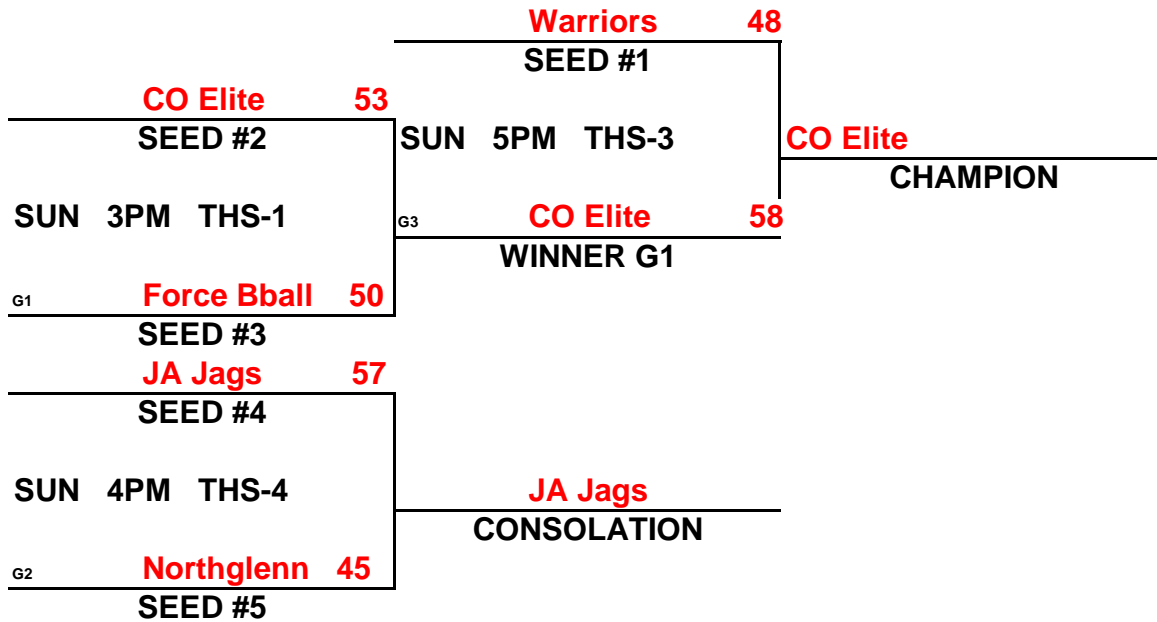 Warriors 48
SEED #1
CO Elite 53
SEED #2
SUN 5PM THS-3
CO Elite
CHAMPION
SUN 3PM THS-1
G3 CO Elite 58
WINNER G1
G1 Force Bball 50
SEED #3
JA Jags 57
SEED #4
SUN 4PM THS-4
JA Jags
CONSOLATION
G2 Northglenn 45
SEED #5